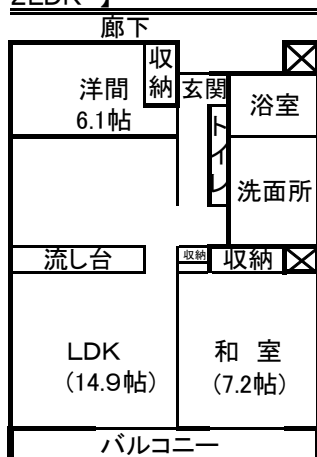 2LDK 】
廊下
収納
洋間
6.1帖
玄関
浴室
トイレ
洗面所
流し台
収納
収納
LDK
(14.9帖)
和 室
(7.2帖)
バルコニー